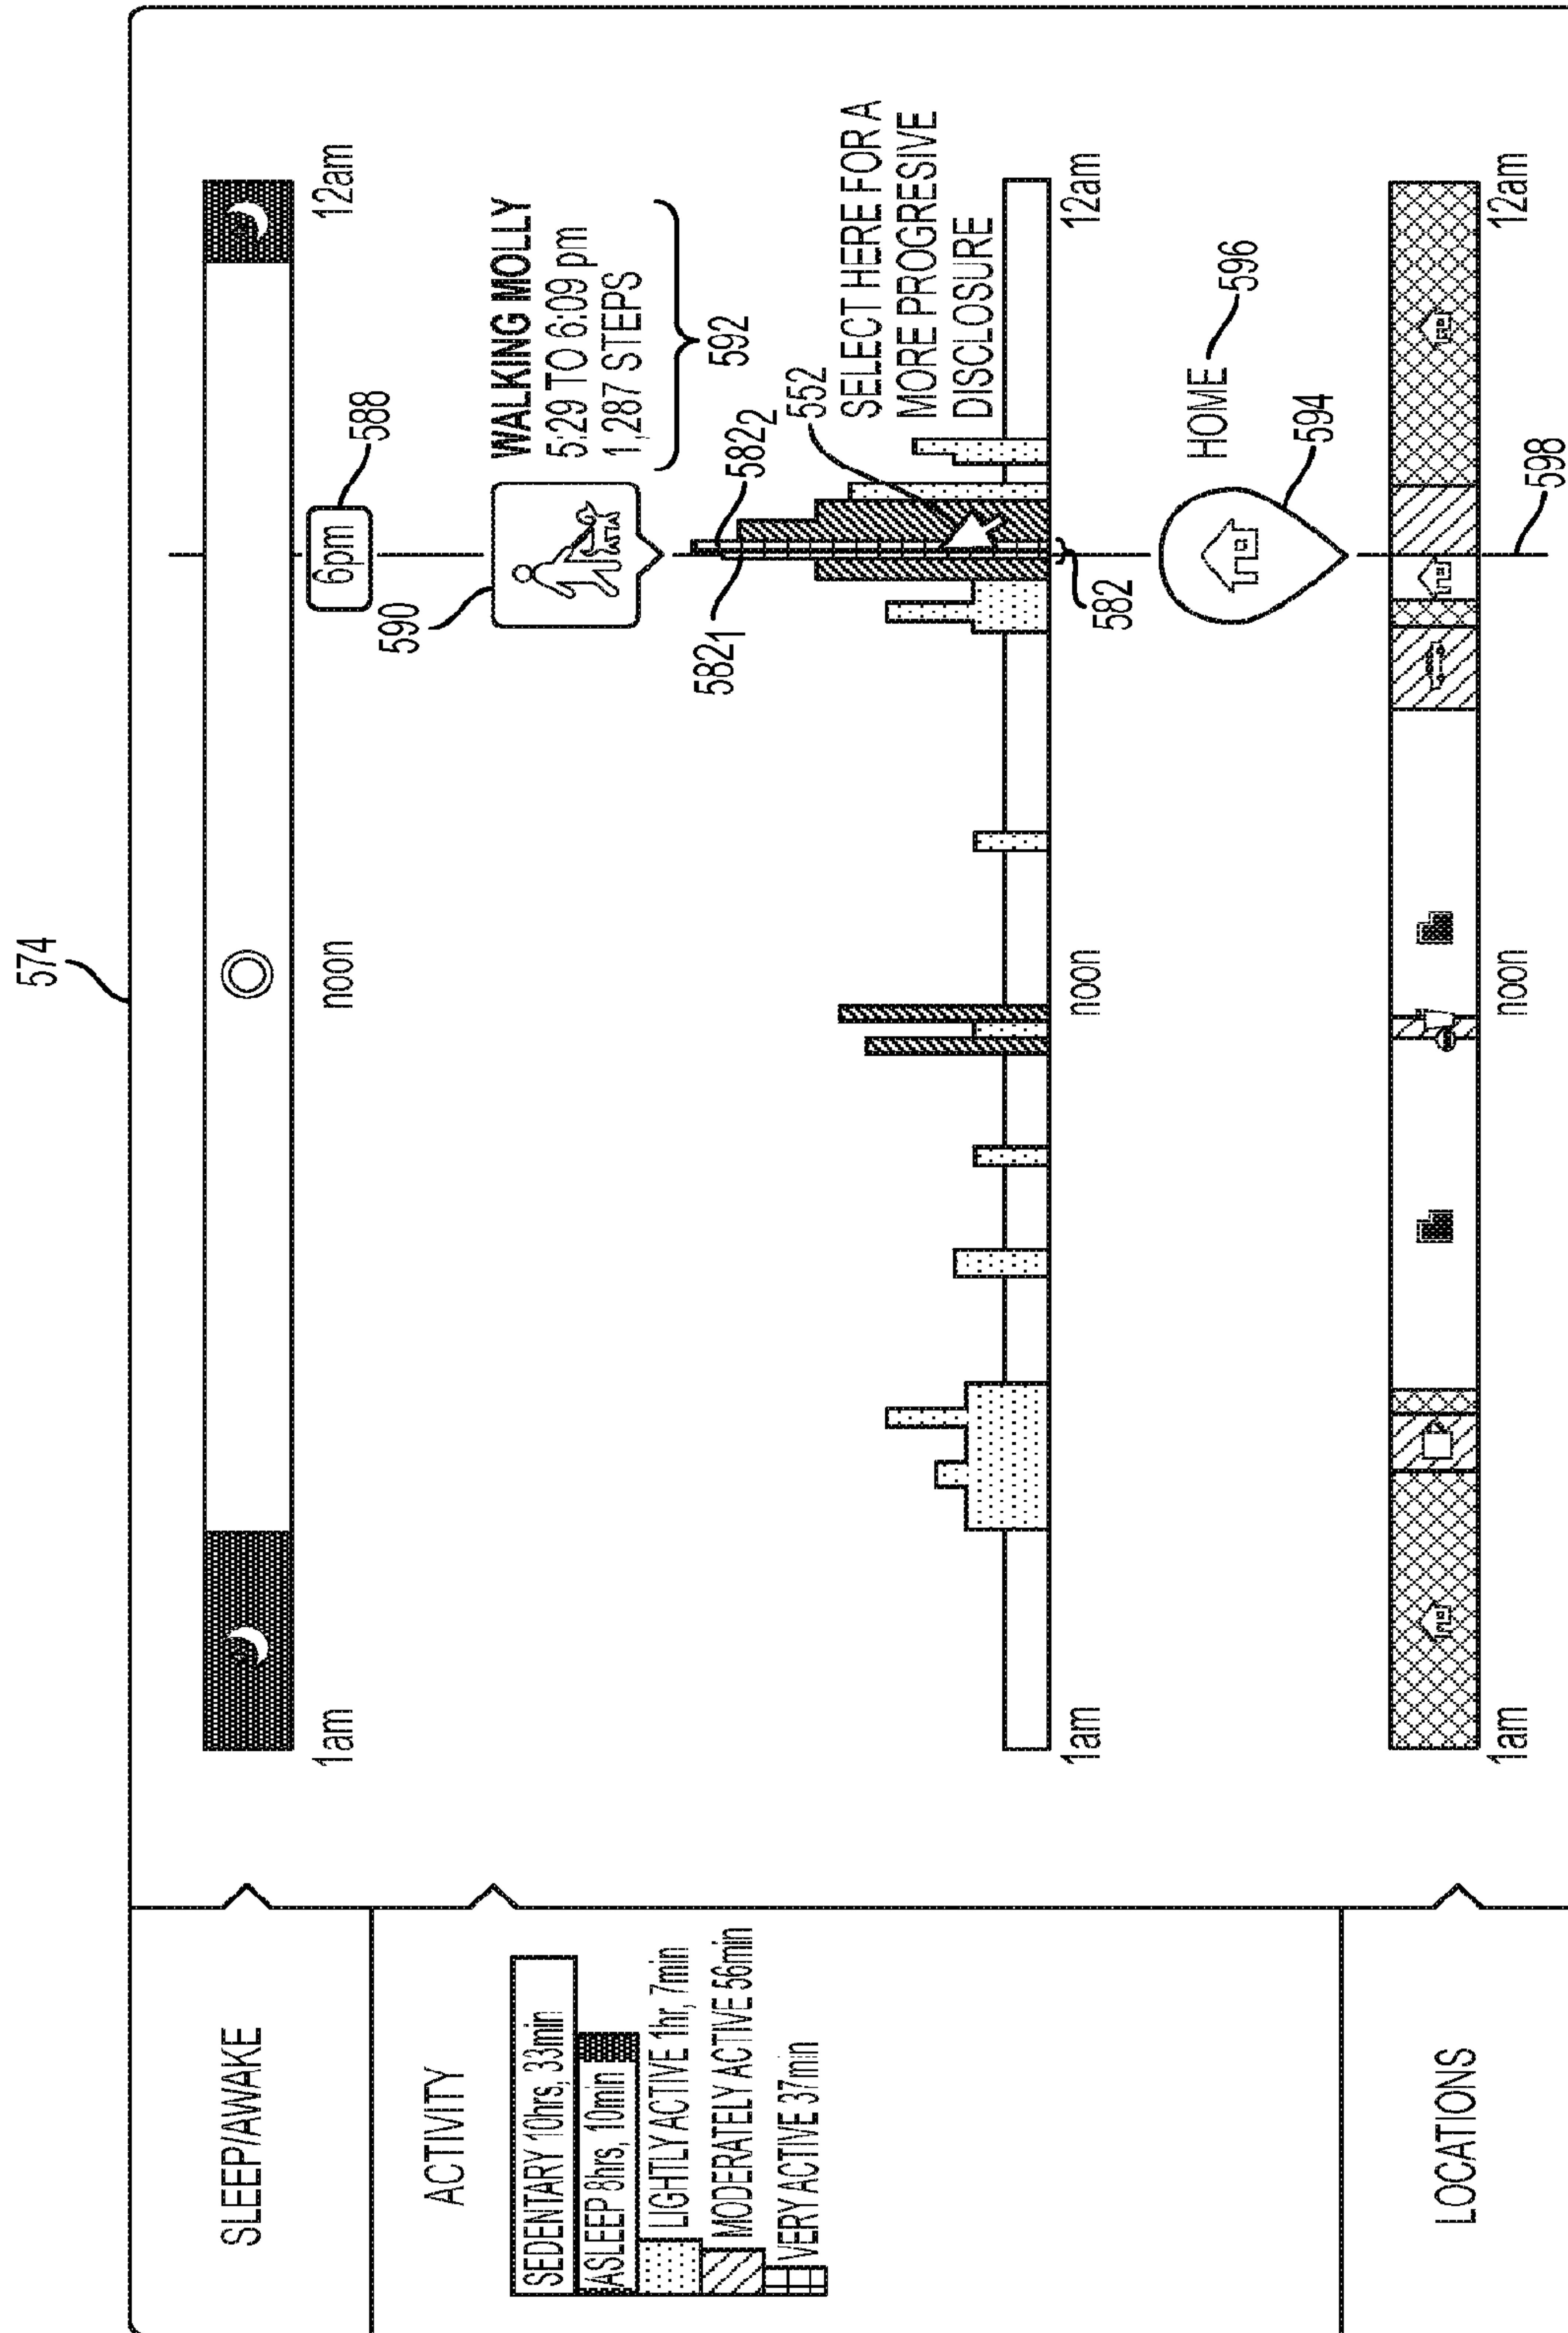 574
SLEEP/AWAKE
1am
noon
12am
6pm
588
590
WALKING MOLLY
5:29 TO 6:09 pm
1,287 STEPS
592
ACTIVITY
SEDENTARY 10hrs, 33min
ASLEEP 8hrs, 10min
LIGHTLY ACTIVE 1hr, 7min
MODERATELY ACTIVE 56min
VERY ACTIVE 37min
582₁
582₂
552
SELECT HERE FOR A
MORE PROGRESIVE
DISCLOSURE
582
1am
noon
12am
HOME
596
594
LOCATIONS
1am
noon
12am
598